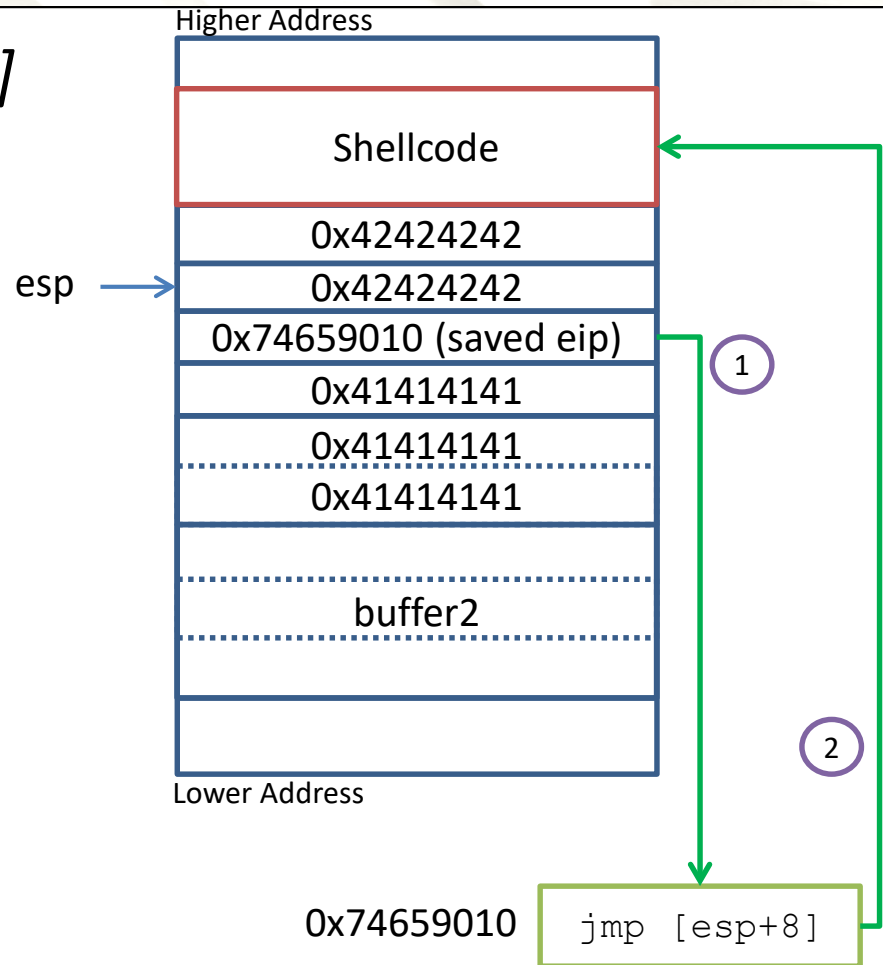 Higher Address
]
Shellcode
0x42424242
esp
0x42424242
0x74659010 (saved eip)
1
0x41414141
0x41414141
0x41414141
buffer2
2
Lower Address
0x74659010
jmp [esp+8]